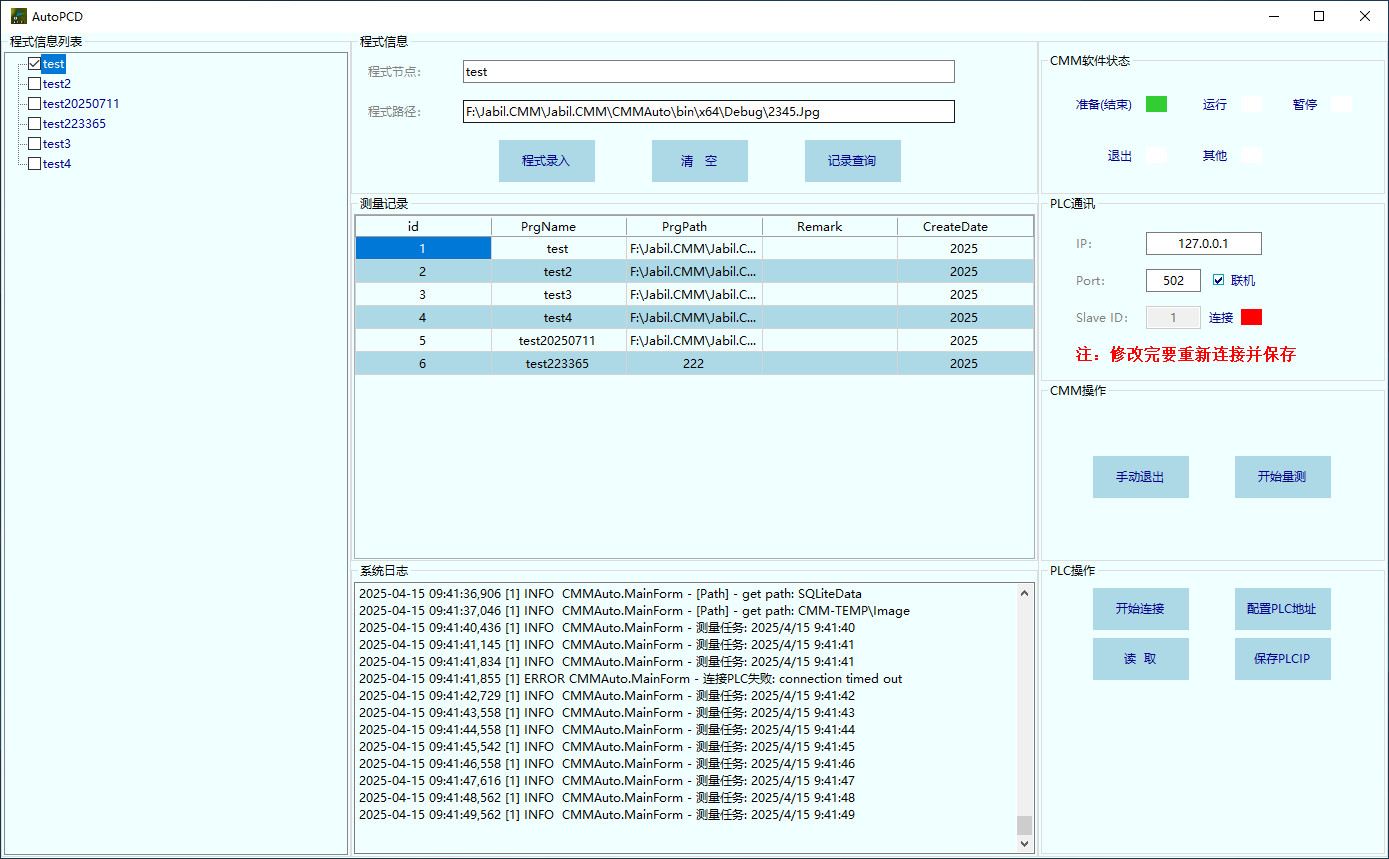 AutoPCD
程式信息列表
test
test2
test20250711
test223365
test3
test4
程式信息
程式节点:
test
程式路径:
F:\Jabil.CMM\Jabil.CMM\CMMAuto\bin\x64\Debug\2345.Jpg
程式录入
清 空
记录查询
测量记录
id PrgName PrgPath Remark CreateDate
1 test F:\Jabil.CMM\Jabil.C... 2025
2 test2 F:\Jabil.CMM\Jabil.C... 2025
3 test3 F:\Jabil.CMM\Jabil.C... 2025
4 test4 F:\Jabil.CMM\Jabil.C... 2025
5 test20250711 F:\Jabil.CMM\Jabil.C... 2025
6 test223365 222 2025
系统日志
2025-04-15 09:41:36,906 [1] INFO  CMMAuto.MainForm - [Path] - get path: SQLiteData
2025-04-15 09:41:37,046 [1] INFO  CMMAuto.MainForm - [Path] - get path: CMM-TEMP\Image
2025-04-15 09:41:40,436 [1] INFO  CMMAuto.MainForm - 测量任务: 2025/4/15 9:41:40
2025-04-15 09:41:41,145 [1] INFO  CMMAuto.MainForm - 测量任务: 2025/4/15 9:41:41
2025-04-15 09:41:41,834 [1] INFO  CMMAuto.MainForm - 测量任务: 2025/4/15 9:41:41
2025-04-15 09:41:41,855 [1] ERROR CMMAuto.MainForm - 连接PLC失败: connection timed out
2025-04-15 09:41:42,729 [1] INFO  CMMAuto.MainForm - 测量任务: 2025/4/15 9:41:42
2025-04-15 09:41:43,558 [1] INFO  CMMAuto.MainForm - 测量任务: 2025/4/15 9:41:43
2025-04-15 09:41:44,558 [1] INFO  CMMAuto.MainForm - 测量任务: 2025/4/15 9:41:44
2025-04-15 09:41:45,542 [1] INFO  CMMAuto.MainForm - 测量任务: 2025/4/15 9:41:45
2025-04-15 09:41:46,558 [1] INFO  CMMAuto.MainForm - 测量任务: 2025/4/15 9:41:46
2025-04-15 09:41:47,616 [1] INFO  CMMAuto.MainForm - 测量任务: 2025/4/15 9:41:47
2025-04-15 09:41:48,562 [1] INFO  CMMAuto.MainForm - 测量任务: 2025/4/15 9:41:48
2025-04-15 09:41:49,562 [1] INFO  CMMAuto.MainForm - 测量任务: 2025/4/15 9:41:49
CMM软件状态
准备(结束) 运行 暂停
退出 其他
PLC通讯
IP: 127.0.0.1
Port: 502 联机
Slave ID: 1 连接
注：修改完要重新连接并保存
CMM操作
手动退出 开始量测
PLC操作
开始连接 配置PLC地址
读 取 保存PLCIP